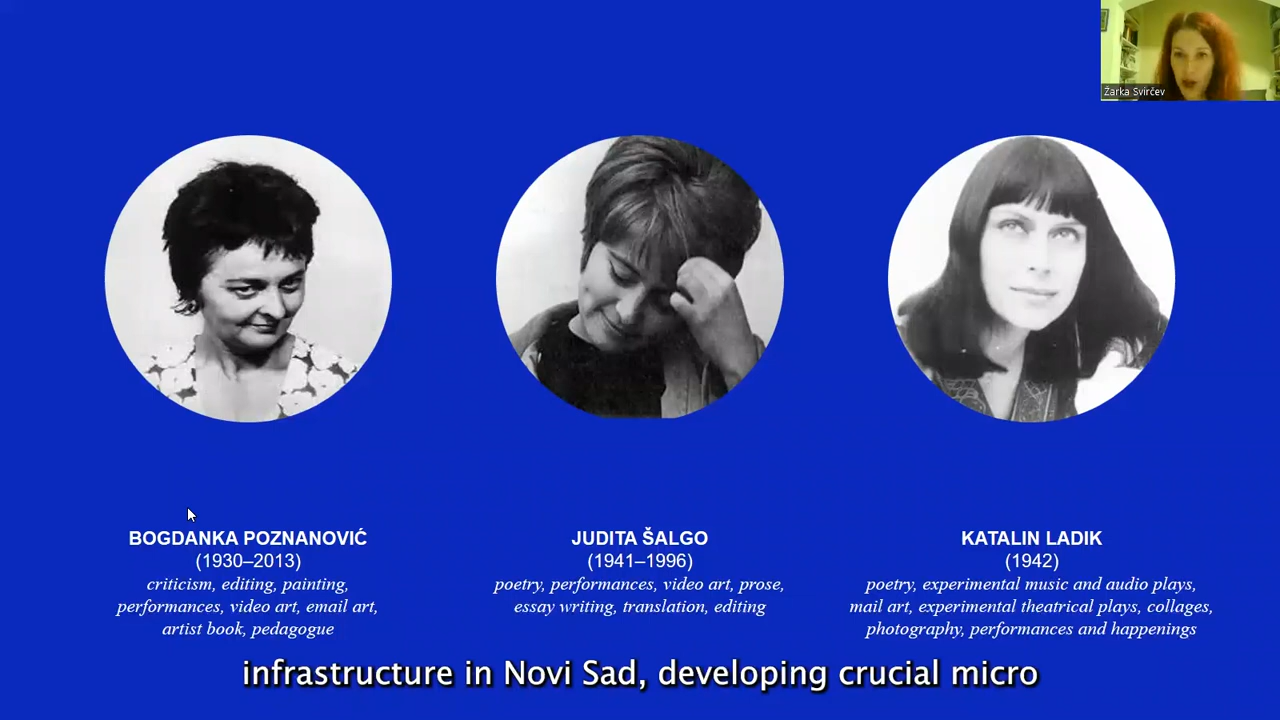 Žarka Svirčev
BOGDANKA POZNANOVIĆ
(1930–2013)
criticism, editing, painting,
performances, video art, email art,
artist book, pedagogue
JUDITA ŠALGO
(1941–1996)
poetry, performances, video art, prose,
essay writing, translation, editing
KATALIN LADIK
(1942)
poetry, experimental music and audio plays,
mail art, experimental theatrical plays, collages,
photography, performances and happenings
infrastructure in Novi Sad, developing crucial micro